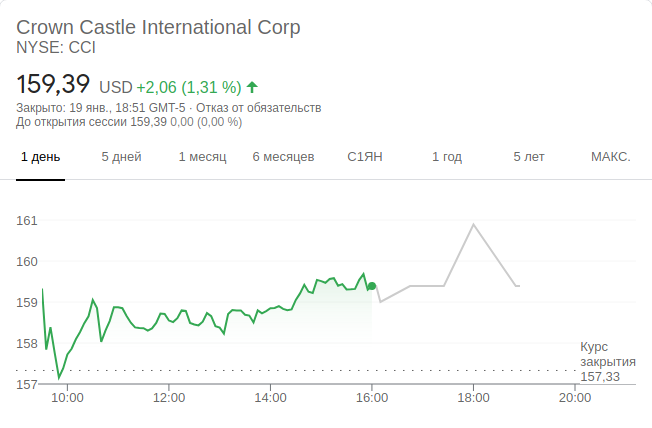 Crown Castle International Corp
NYSE: CCI
159,39 USD +2,06 (1,31 %)
Закрыто: 19 янв., 18:51 GMT-5 · Отказ от обязательств
До открытия сессии 159,39 0,00 (0,00 %)
1 день 5 дней 1 месяц 6 месяцев С1ЯН 1 год 5 лет МАКС.
161
160
159
158
Курс
закрытия
157,33
157
10:00 12:00 14:00 16:00 18:00 20:00